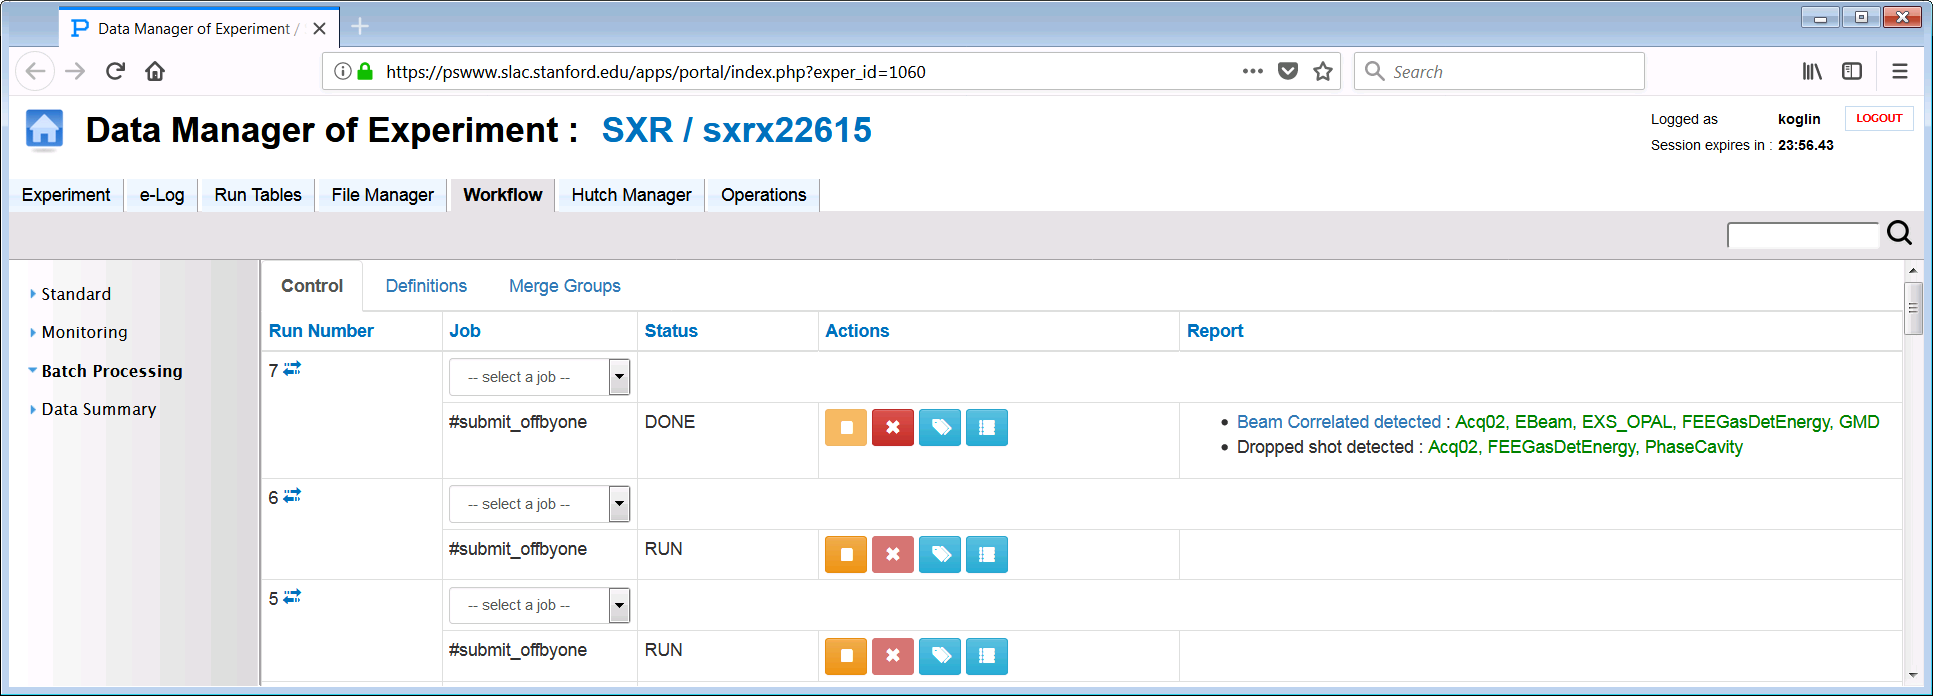 Data Manager of Experiment /
https://pswww.slac.stanford.edu/apps/portal/index.php?exper_id=1060
Search
Data Manager of Experiment : SXR / sxrx22615
Logged as koglin LOGOUT
Session expires in : 23:56.43
Experiment e-Log Run Tables File Manager Workflow Hutch Manager Operations
Standard
Monitoring
Batch Processing
Data Summary
Control Definitions Merge Groups
Run Number Job Status Actions Report
7 -- select a job --
#submit_offbyone DONE
Beam Correlated detected : Acq02, EBeam, EXS_OPAL, FEEGasDetEnergy, GMD
Dropped shot detected : Acq02, FEEGasDetEnergy, PhaseCavity
6 -- select a job --
#submit_offbyone RUN
5 -- select a job --
#submit_offbyone RUN